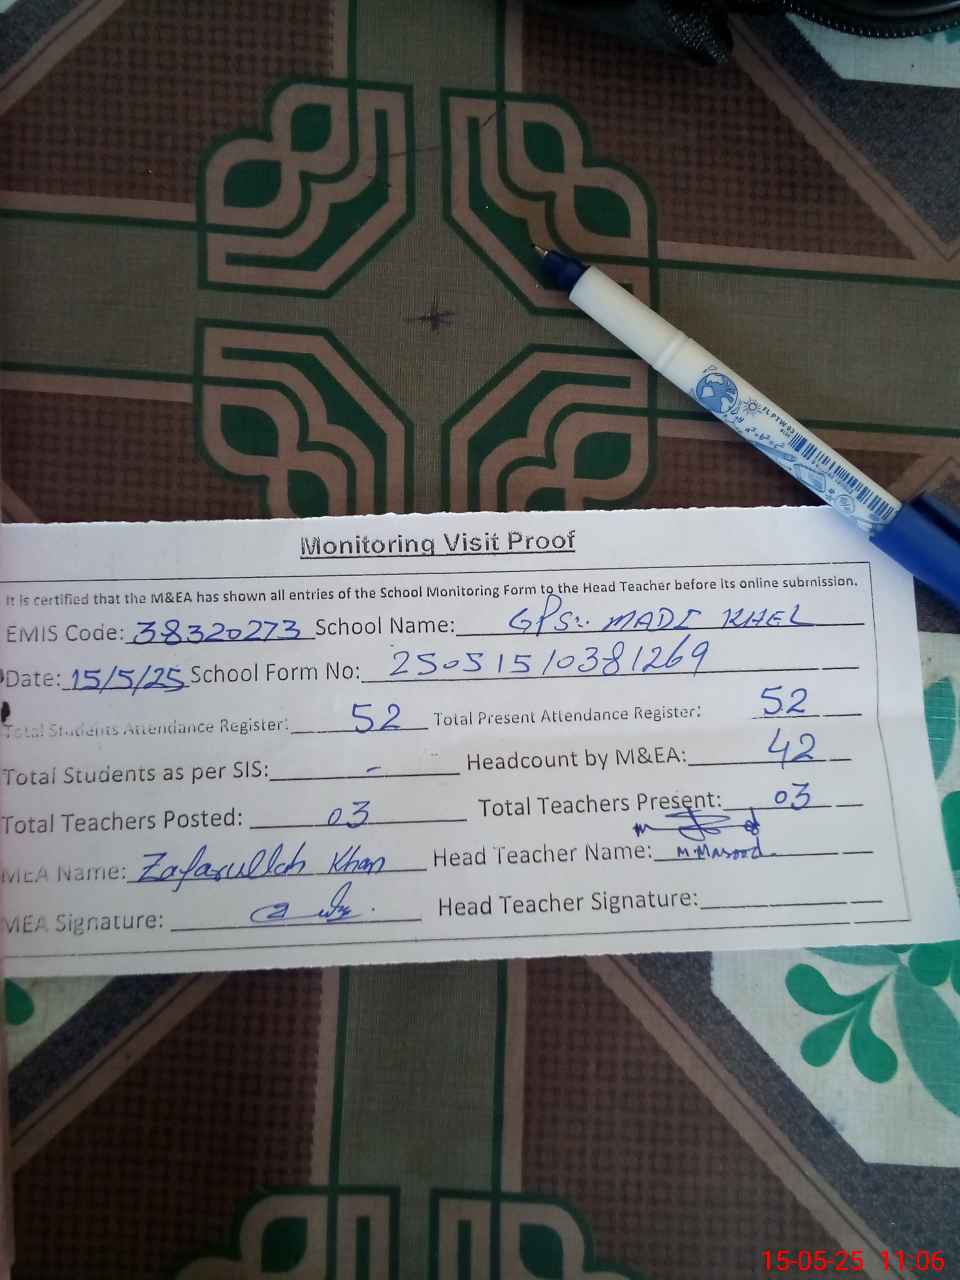 Monitoring Visit Proof
It is certified that the M&EA has shown all entries of the School Monitoring Form to the Head Teacher before its online submission.
EMIS Code: 38320273 School Name: GPS:. MADI KHEL
Date: 15/5/25 School Form No: 25051510381269
Total Students Attendance Register: 52 Total Present Attendance Register: 52
Total Students as per SIS: - Headcount by M&EA: 42
Total Teachers Posted: 03 Total Teachers Present: 03
MEA Name: Zafarullah Khan Head Teacher Name: M Masood
MEA Signature: Head Teacher Signature:
FLPTW03
BLUE
15-05-25 11:06